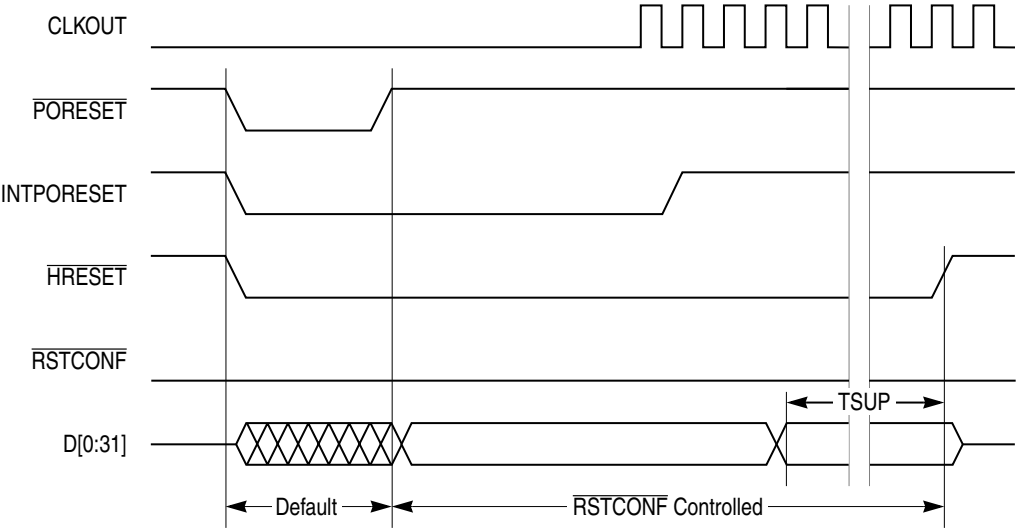 CLKOUT
PORESET
INTPORESET
HRESET
RSTCONF
TSUP
D[0:31]
Default
RSTCONF Controlled